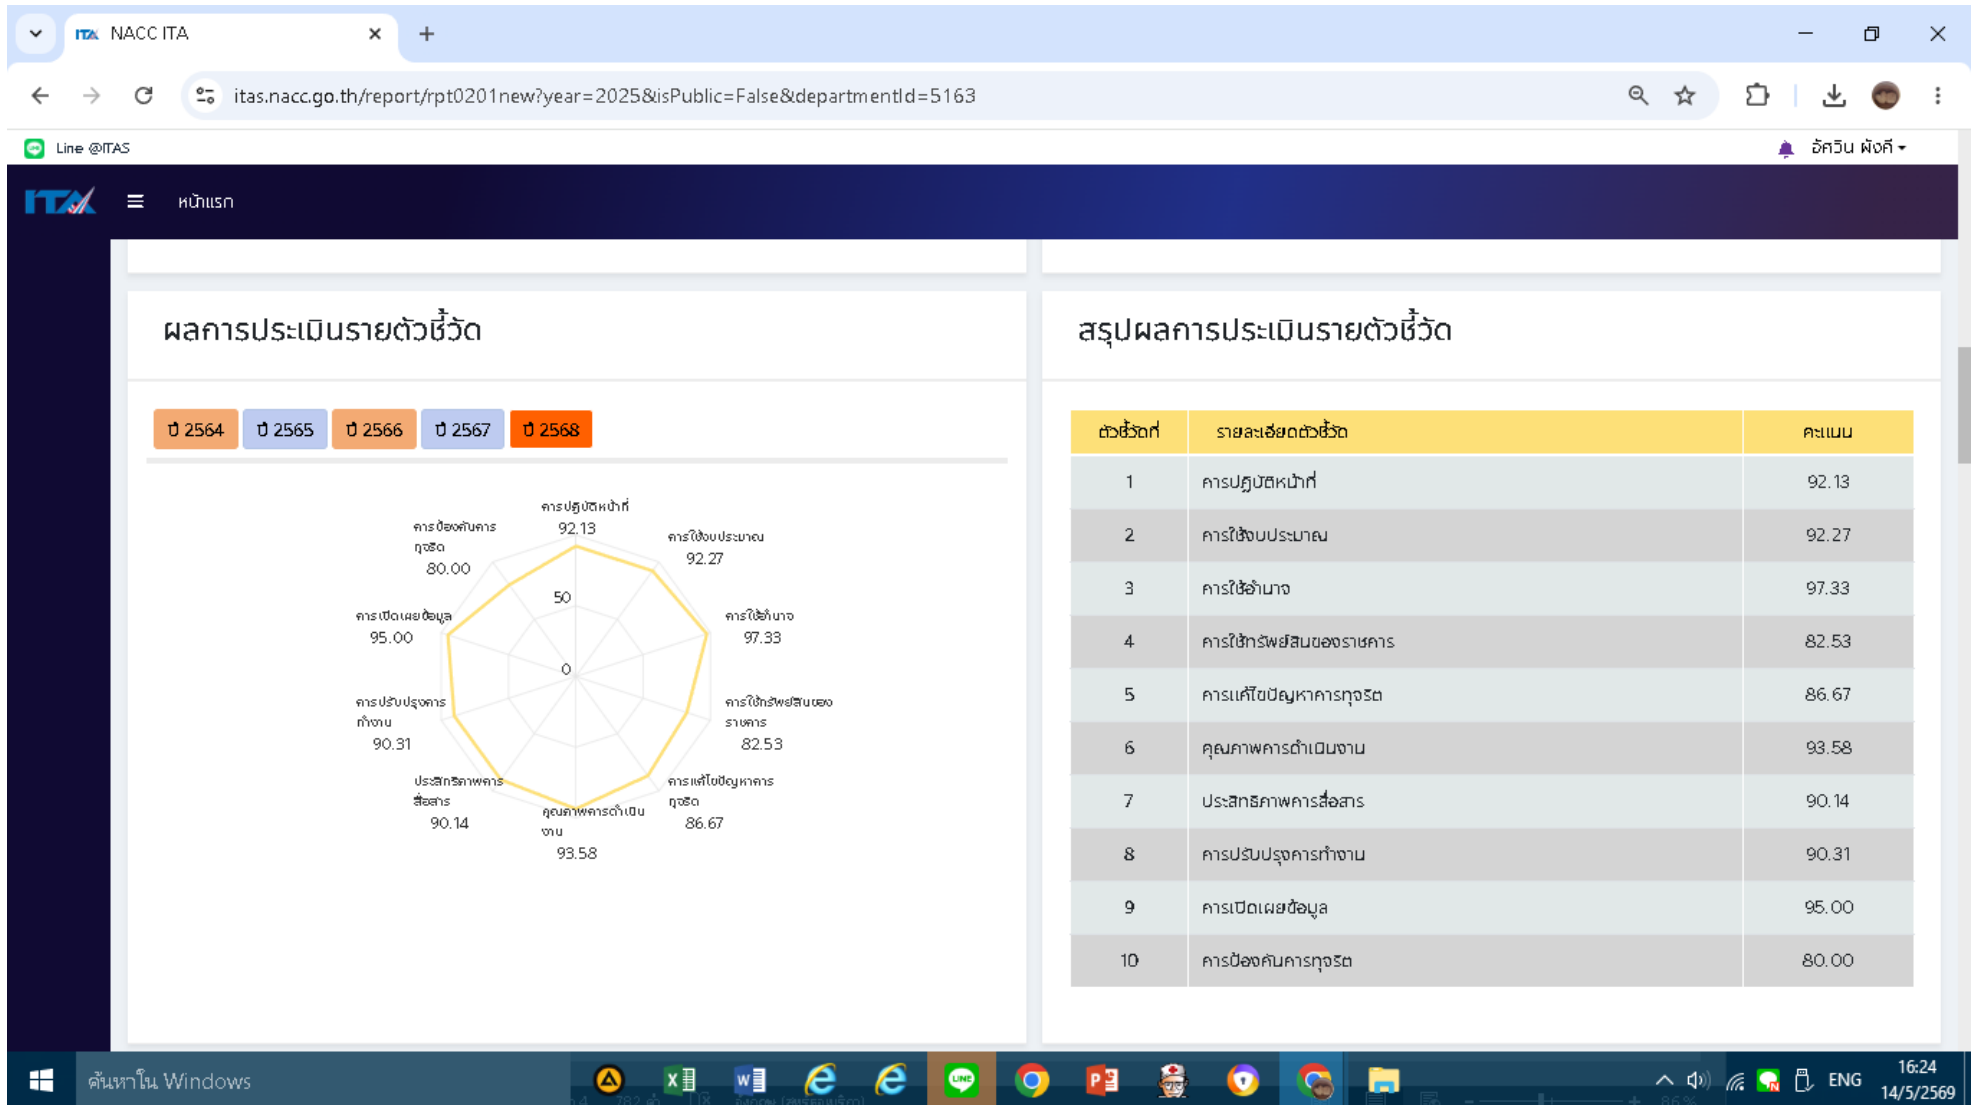 NACC ITA
itas.nacc.go.th/report/rpt0201new?year=2025&isPublic=False&departmentId=5163
Line @ITAS
อัศวิน ผังคี
ITA
หน้าแรก
ผลการประเมินรายตัวชี้วัด
ปี 2564 ปี 2565 ปี 2566 ปี 2567 ปี 2568
การปฏิบัติหน้าที่
92.13
การใช้งบประมาณ
92.27
การใช้อำนาจ
97.33
การใช้ทรัพย์สินของ
ราชการ
82.53
การแก้ไขปัญหาการ
ทุจริต
86.67
คุณภาพการดำเนิน
งาน
93.58
ประสิทธิภาพการ
สื่อสาร
90.14
การปรับปรุงการ
ทำงาน
90.31
การเปิดเผยข้อมูล
95.00
การป้องกันการ
ทุจริต
80.00
50
0
สรุปผลการประเมินรายตัวชี้วัด
ตัวชี้วัดที่ รายละเอียดตัวชี้วัด คะแนน
1 การปฏิบัติหน้าที่ 92.13
2 การใช้งบประมาณ 92.27
3 การใช้อำนาจ 97.33
4 การใช้ทรัพย์สินของราชการ 82.53
5 การแก้ไขปัญหาการทุจริต 86.67
6 คุณภาพการดำเนินงาน 93.58
7 ประสิทธิภาพการสื่อสาร 90.14
8 การปรับปรุงการทำงาน 90.31
9 การเปิดเผยข้อมูล 95.00
10 การป้องกันการทุจริต 80.00
ค้นหาใน Windows
ENG
16:24
14/5/2569